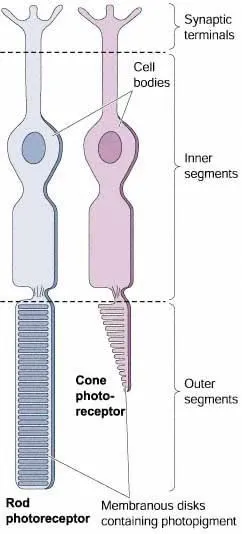 Synaptic
terminals
Cell
bodies
Inner
segments
Cone
photo-
receptor
Outer
segments
Rod
photoreceptor
Membranous disks
containing photopigment